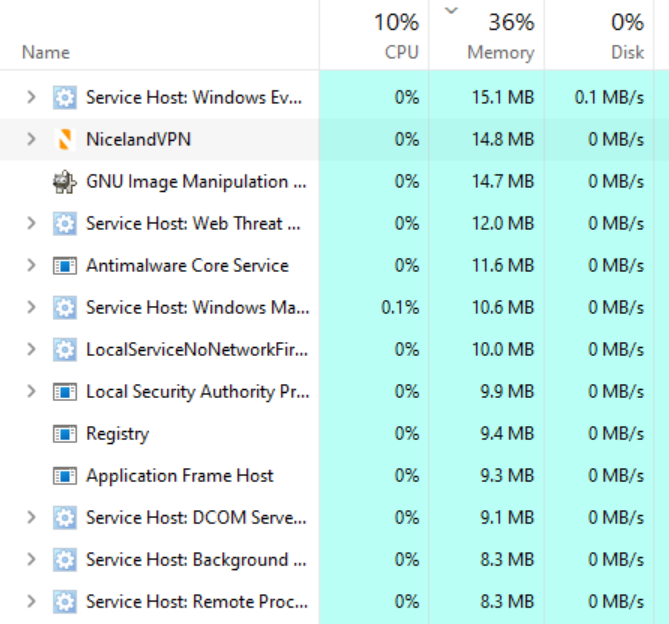 10% 36% 0%
Name CPU Memory Disk
Service Host: Windows Ev... 0% 15.1 MB 0.1 MB/s
NicelandVPN 0% 14.8 MB 0 MB/s
GNU Image Manipulation ... 0% 14.7 MB 0 MB/s
Service Host: Web Threat ... 0% 12.0 MB 0 MB/s
Antimalware Core Service 0% 11.6 MB 0 MB/s
Service Host: Windows Ma... 0.1% 10.6 MB 0 MB/s
LocalServiceNoNetworkFir... 0% 10.0 MB 0 MB/s
Local Security Authority Pr... 0% 9.9 MB 0 MB/s
Registry 0% 9.4 MB 0 MB/s
Application Frame Host 0% 9.3 MB 0 MB/s
Service Host: DCOM Serve... 0% 9.1 MB 0 MB/s
Service Host: Background ... 0% 8.3 MB 0 MB/s
Service Host: Remote Proc... 0% 8.3 MB 0 MB/s